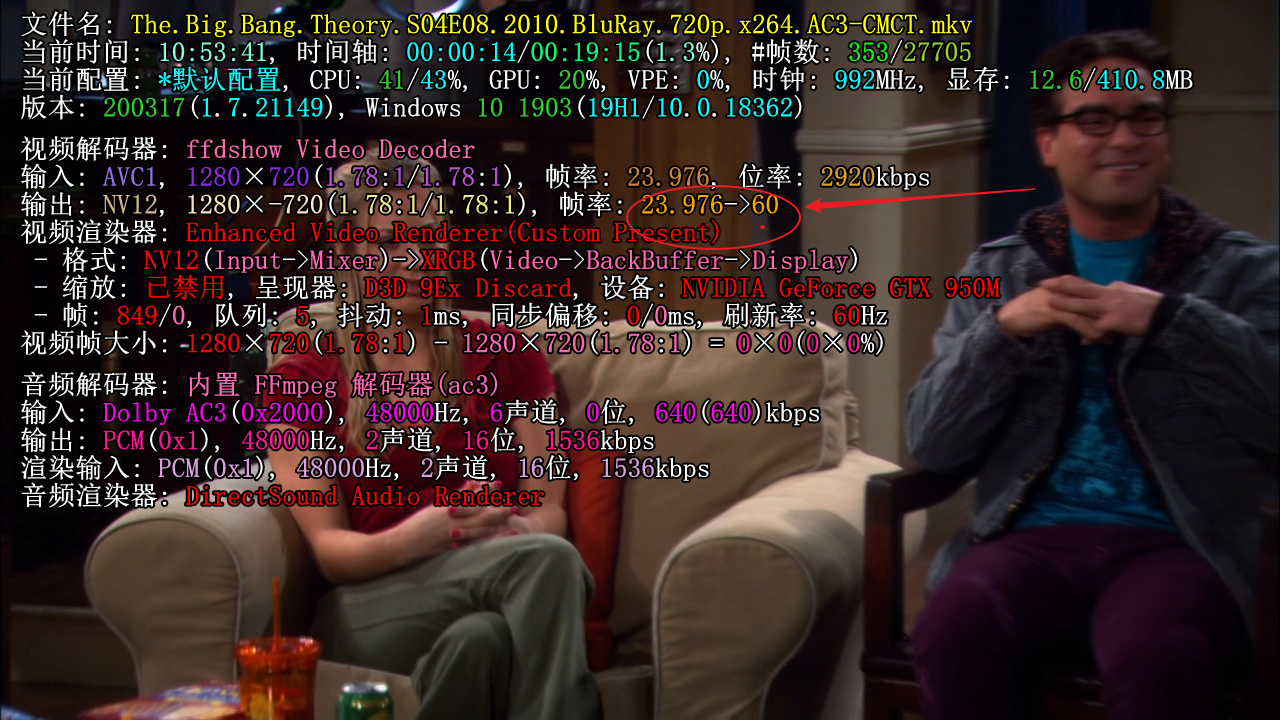 文件名: The.Big.Bang.Theory.S04E08.2010.BluRay.720p.x264.AC3-CMCT.mkv
当前时间: 10:53:41, 时间轴: 00:00:14/00:19:15(1.3%), #帧数: 353/27705
当前配置: *默认配置, CPU: 41/43%, GPU: 20%, VPE: 0%, 时钟: 992MHz, 显存: 12.6/410.8MB
版本: 200317(1.7.21149), Windows 10 1903(19H1/10.0.18362)
视频解码器: ffdshow Video Decoder
输入: AVC1, 1280×720(1.78:1/1.78:1), 帧率: 23.976, 位率: 2920kbps
输出: NV12, 1280×-720(1.78:1/1.78:1), 帧率: 23.976->60
视频渲染器: Enhanced Video Renderer(Custom Present)
- 格式: NV12(Input->Mixer)->XRGB(Video->BackBuffer->Display)
- 缩放: 已禁用, 呈现器: D3D 9Ex Discard, 设备: NVIDIA GeForce GTX 950M
- 帧: 849/0, 队列: 5, 抖动: 1ms, 同步偏移: 0/0ms, 刷新率: 60Hz
视频帧大小: 1280×720(1.78:1) - 1280×720(1.78:1) = 0×0(0×0%)
音频解码器: 内置 FFmpeg 解码器(ac3)
输入: Dolby AC3(0x2000), 48000Hz, 6声道, 0位, 640(640)kbps
输出: PCM(0x1), 48000Hz, 2声道, 16位, 1536kbps
渲染输入: PCM(0x1), 48000Hz, 2声道, 16位, 1536kbps
音频渲染器: DirectSound Audio Renderer